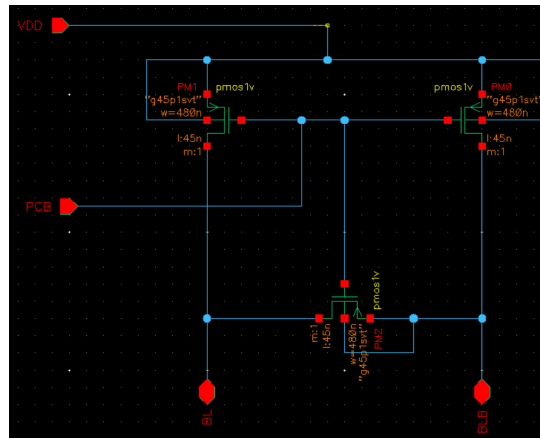 VDD
PM1
pmos1v
"g45p1svt"
w=480n
l:45n
m:1
pmos1v
PM0
"g45p1svt"
w=480n
l:45n
m:1
PCB
pmos1v
PM2
"g45p1svt"
w=480n
l:45n
m:1
BL
BLB